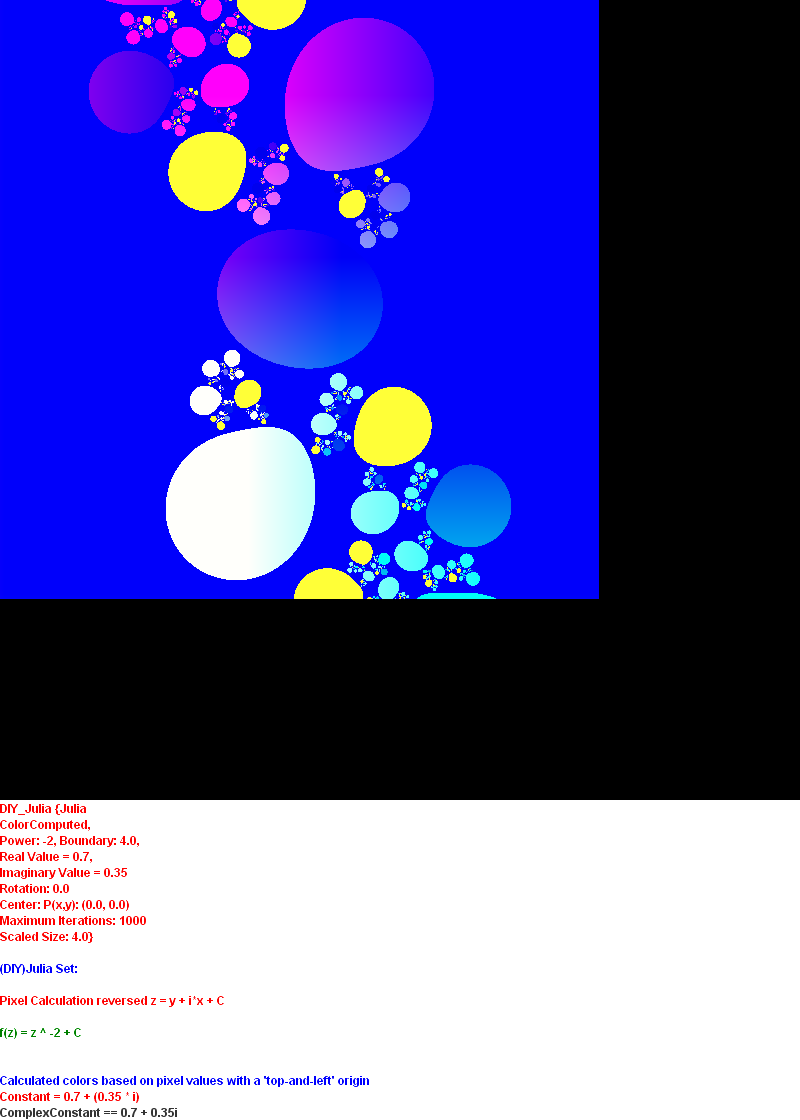 DIY_Julia {Julia
ColorComputed,
Power: -2, Boundary: 4.0,
Real Value = 0.7,
Imaginary Value = 0.35
Rotation: 0.0
Center: P(x,y): (0.0, 0.0)
Maximum Iterations: 1000
Scaled Size: 4.0}
(DIY)Julia Set:
Pixel Calculation reversed z = y + i*x + C
f(z) = z ^ -2 + C
Calculated colors based on pixel values with a 'top-and-left' origin
Constant = 0.7 + (0.35 * i)
ComplexConstant == 0.7 + 0.35i